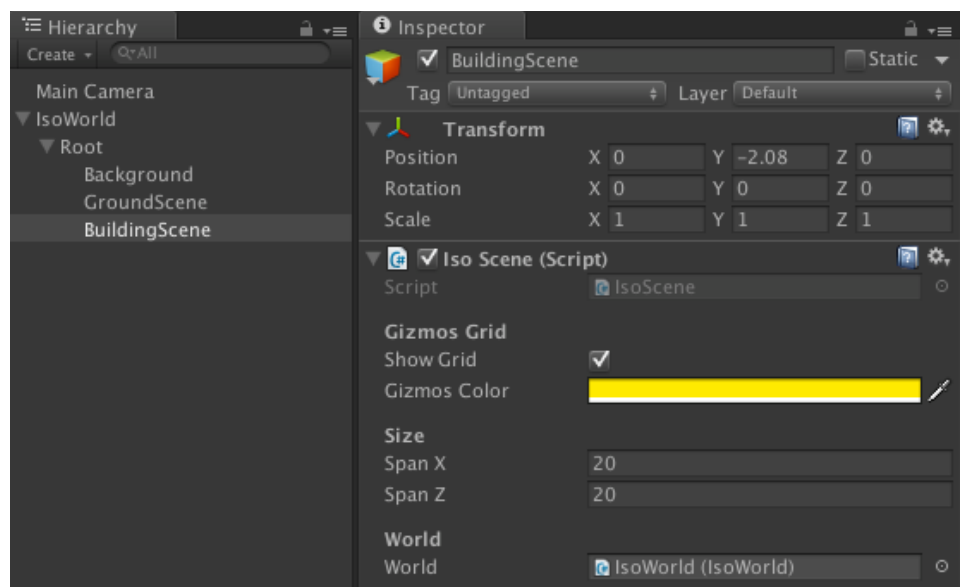 Hierarchy
Create
All
Main Camera
IsoWorld
Root
Background
GroundScene
BuildingScene
Inspector
BuildingScene
Static
Tag Untagged Layer Default
Transform
Position X 0 Y -2.08 Z 0
Rotation X 0 Y 0 Z 0
Scale X 1 Y 1 Z 1
Iso Scene (Script)
Script IsoScene
Gizmos Grid
Show Grid
Gizmos Color
Size
Span X 20
Span Z 20
World
World IsoWorld (IsoWorld)